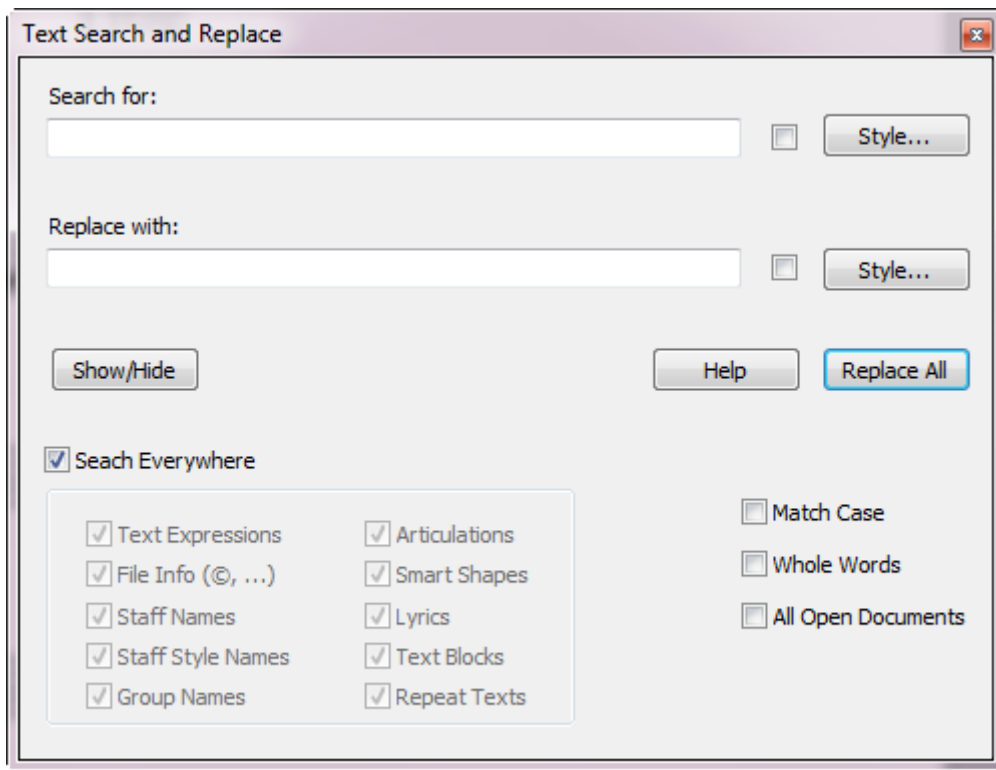 Text Search and Replace
Search for:
Style...
Replace with:
Style...
Show/Hide
Help
Replace All
Seach Everywhere
Text Expressions
Articulations
File Info (©, ...)
Smart Shapes
Staff Names
Lyrics
Staff Style Names
Text Blocks
Group Names
Repeat Texts
Match Case
Whole Words
All Open Documents